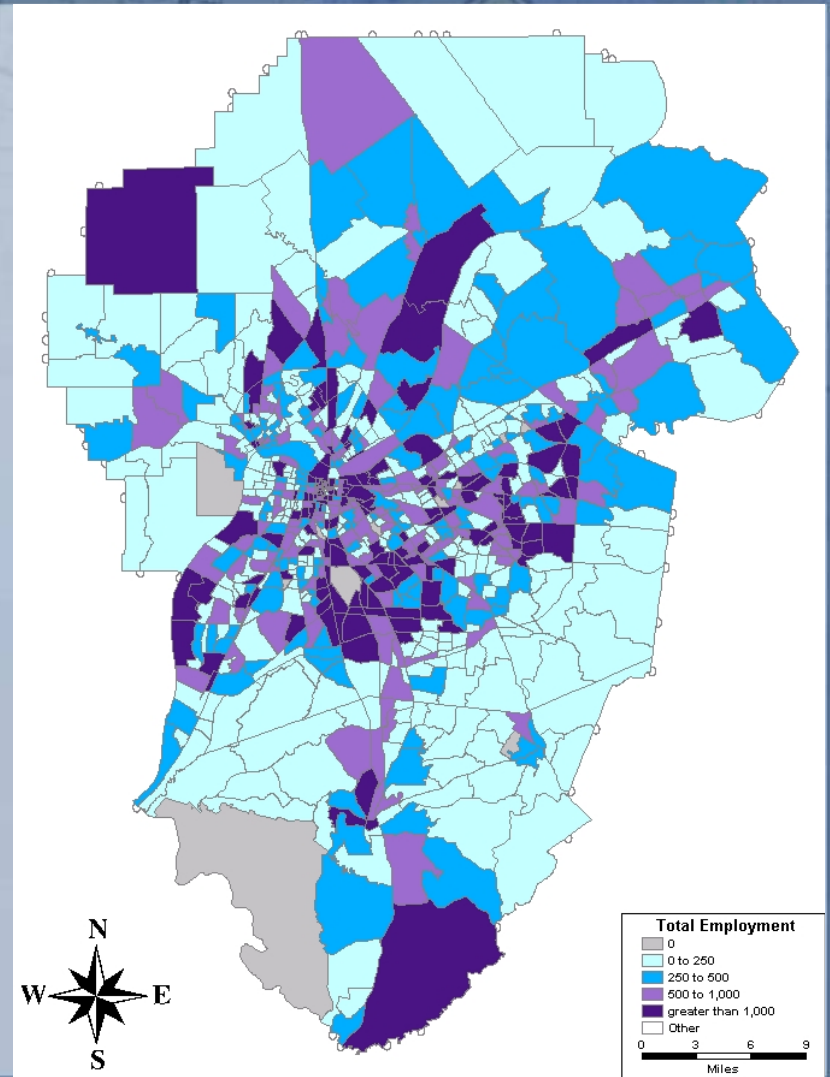 N
W E
S
Total Employment
0
0 to 250
250 to 500
500 to 1,000
greater than 1,000
Other
0 3 6 9
Miles